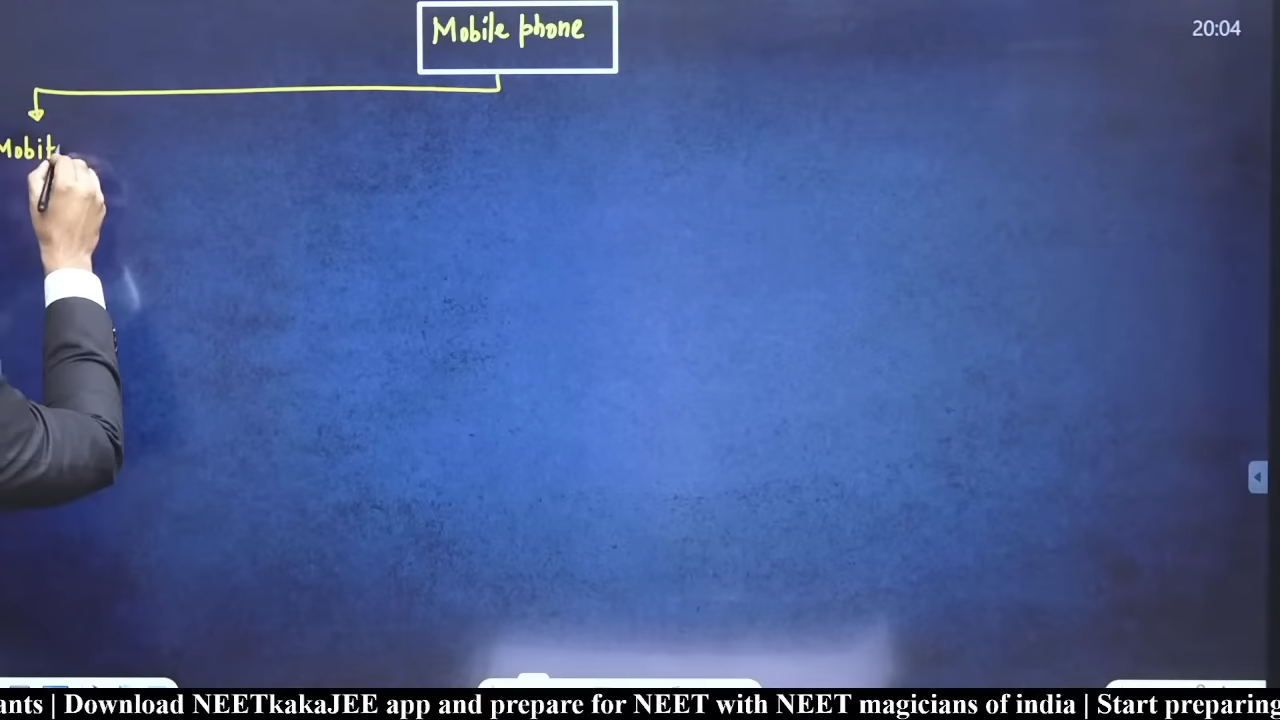 Mobile phone
20:04
Mobit
ants | Download NEETkakaJEE app and prepare for NEET with NEET magicians of india | Start preparing